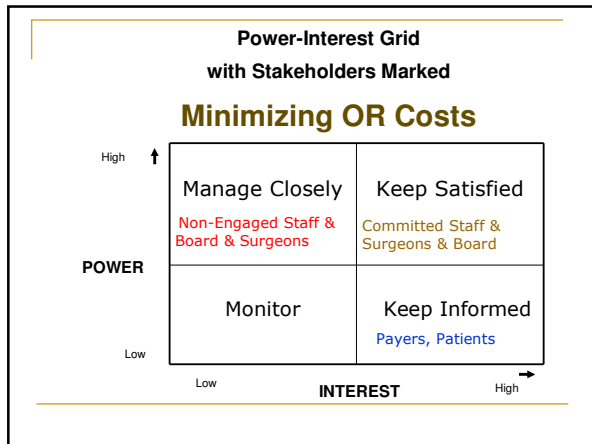 Power-Interest Grid
with Stakeholders Marked
Minimizing OR Costs
High
Manage Closely
Keep Satisfied
Non-Engaged Staff &
Board & Surgeons
Committed Staff &
Surgeons & Board
POWER
Monitor
Keep Informed
Payers, Patients
Low
Low
INTEREST
High